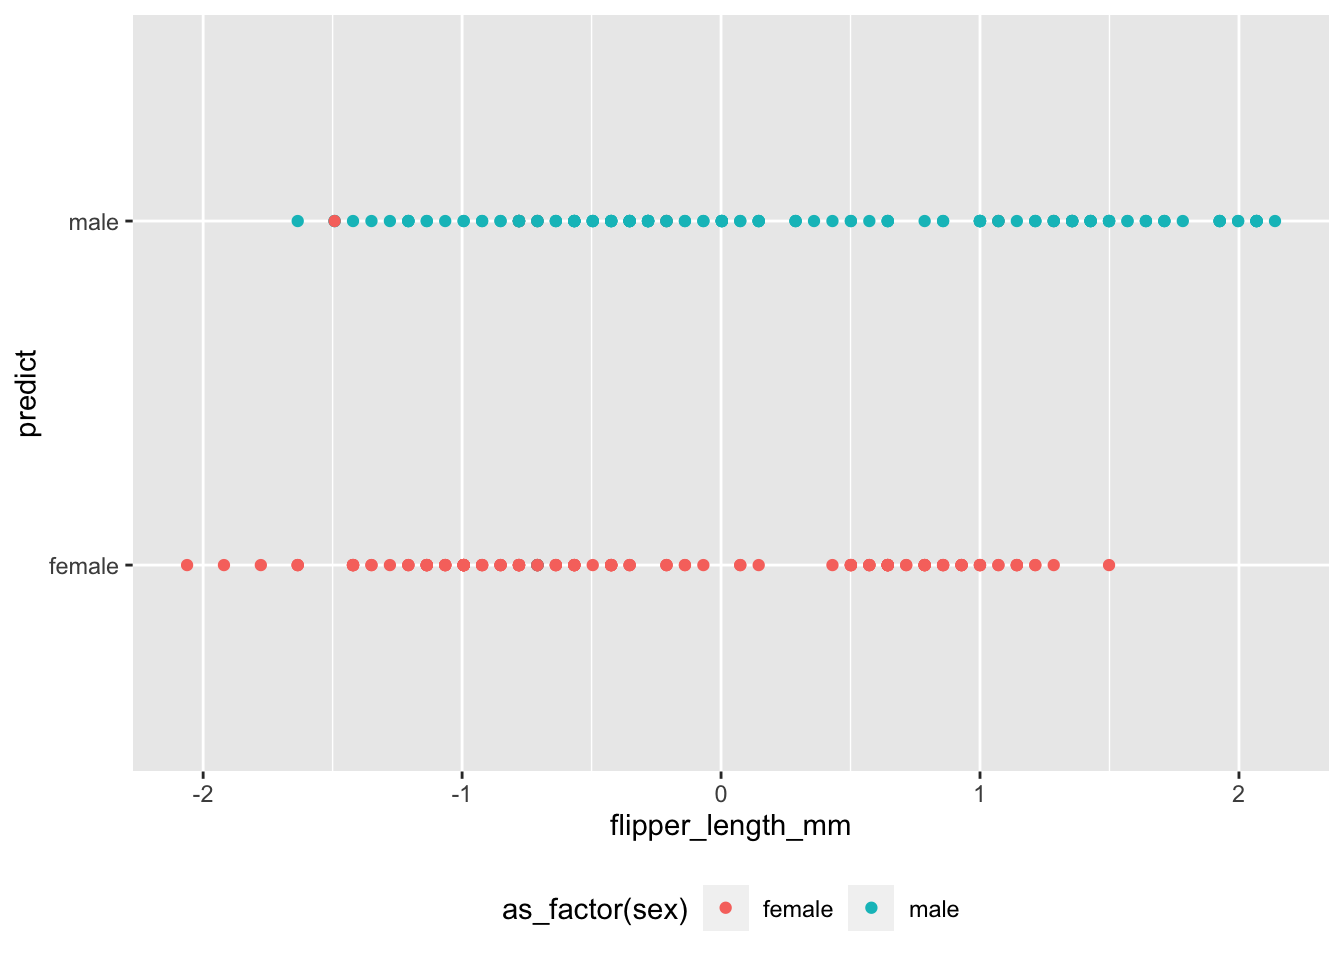 male
predict
female
-2 -1 0 1 2
flipper_length_mm
as_factor(sex) female male